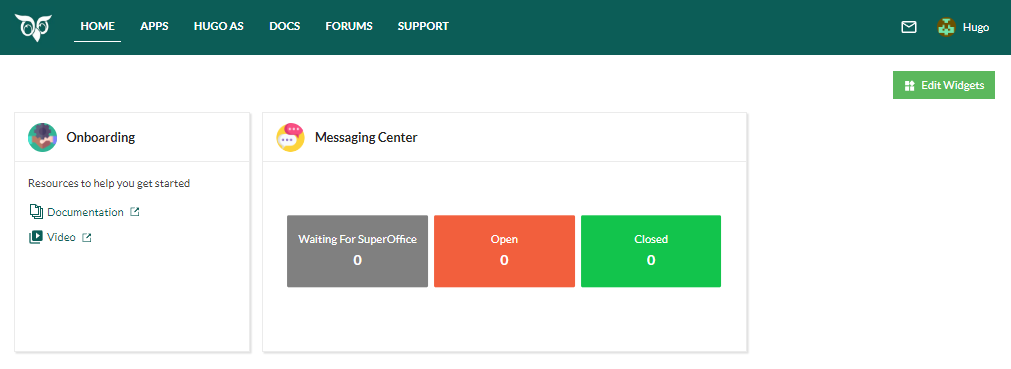 HOME APPS HUGO AS DOCS FORUMS SUPPORT Hugo
Edit Widgets
Onboarding
Resources to help you get started
Documentation
Video
Messaging Center
Waiting For SuperOffice
0
Open
0
Closed
0